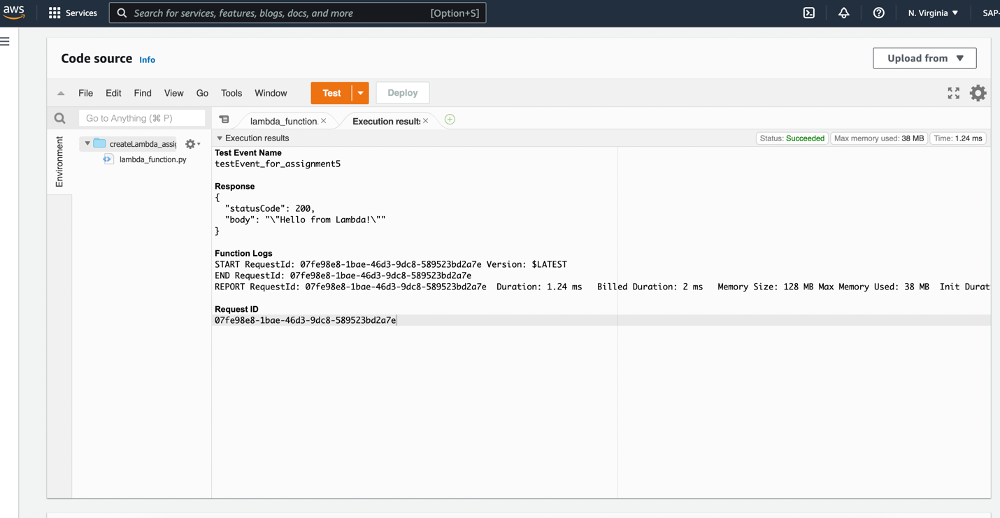 aws
Services
Search for services, features, blogs, docs, and more
[Option+S]
N. Virginia
SAP-
Code source
Info
Upload from
File Edit Find View Go Tools Window
Test
Deploy
Go to Anything (⌘ P)
lambda_function.
Execution results
Environment
createLambda_assig
lambda_function.py
Execution results
Status: Succeeded
Max memory used: 38 MB
Time: 1.24 ms
Test Event Name
testEvent_for_assignment5
Response
{
"statusCode": 200,
"body": "\"Hello from Lambda!\""
}
Function Logs
START RequestId: 07fe98e8-1bae-46d3-9dc8-589523bd2a7e Version: $LATEST
END RequestId: 07fe98e8-1bae-46d3-9dc8-589523bd2a7e
REPORT RequestId: 07fe98e8-1bae-46d3-9dc8-589523bd2a7e Duration: 1.24 ms Billed Duration: 2 ms Memory Size: 128 MB Max Memory Used: 38 MB Init Durat
Request ID
07fe98e8-1bae-46d3-9dc8-589523bd2a7e